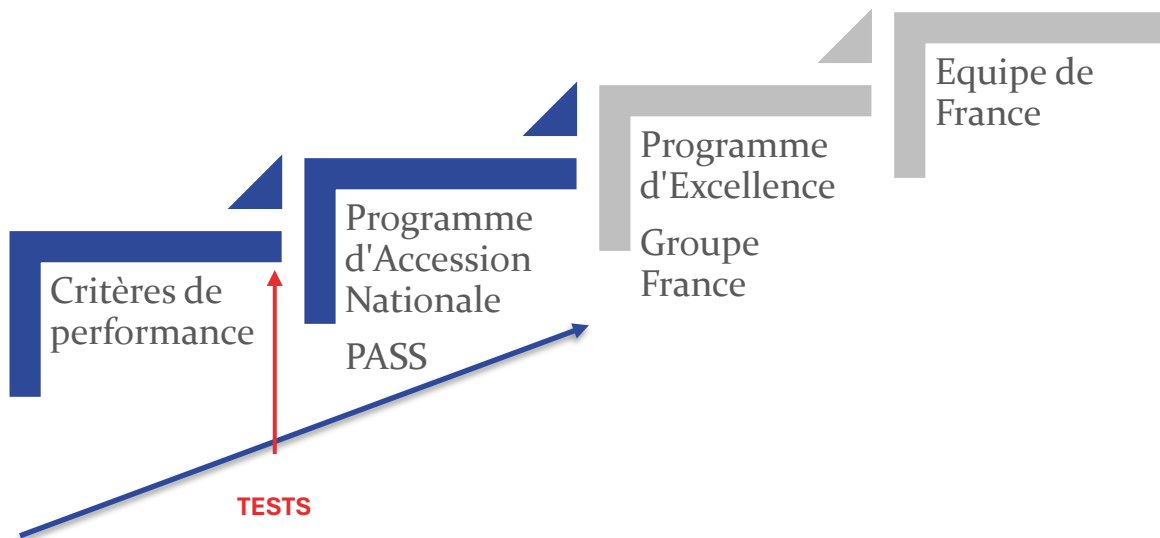 Critères de
performance
Programme
d'Accession
Nationale
PASS
Programme
d'Excellence
Groupe
France
Equipe de
France
TESTS